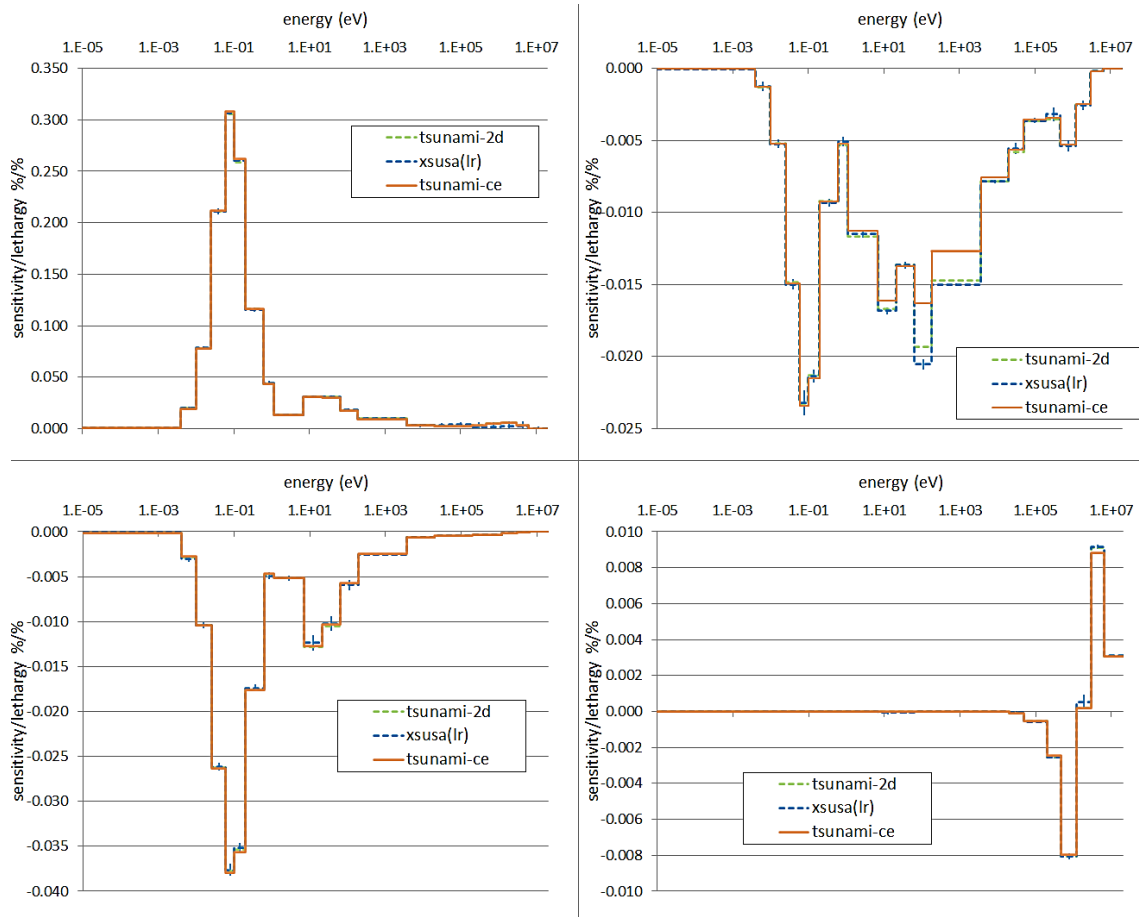 energy (eV)
1.E-05 1.E-03 1.E-01 1.E+01 1.E+03 1.E+05 1.E+07
0.350
0.300
0.250
0.200
0.150
0.100
0.050
0.000
sensitivity/lethargy %/%
tsunami-2d
xsusa(lr)
tsunami-ce
energy (eV)
1.E-05 1.E-03 1.E-01 1.E+01 1.E+03 1.E+05 1.E+07
0.000
-0.005
-0.010
-0.015
-0.020
-0.025
sensitivity/lethargy %/%
tsunami-2d
xsusa(lr)
tsunami-ce
energy (eV)
1.E-05 1.E-03 1.E-01 1.E+01 1.E+03 1.E+05 1.E+07
0.000
-0.005
-0.010
-0.015
-0.020
-0.025
-0.030
-0.035
-0.040
sensitivity/lethargy %/%
tsunami-2d
xsusa(lr)
tsunami-ce
energy (eV)
1.E-05 1.E-03 1.E-01 1.E+01 1.E+03 1.E+05 1.E+07
0.010
0.008
0.006
0.004
0.002
0.000
-0.002
-0.004
-0.006
-0.008
-0.010
sensitivity/lethargy %/%
tsunami-2d
xsusa(lr)
tsunami-ce